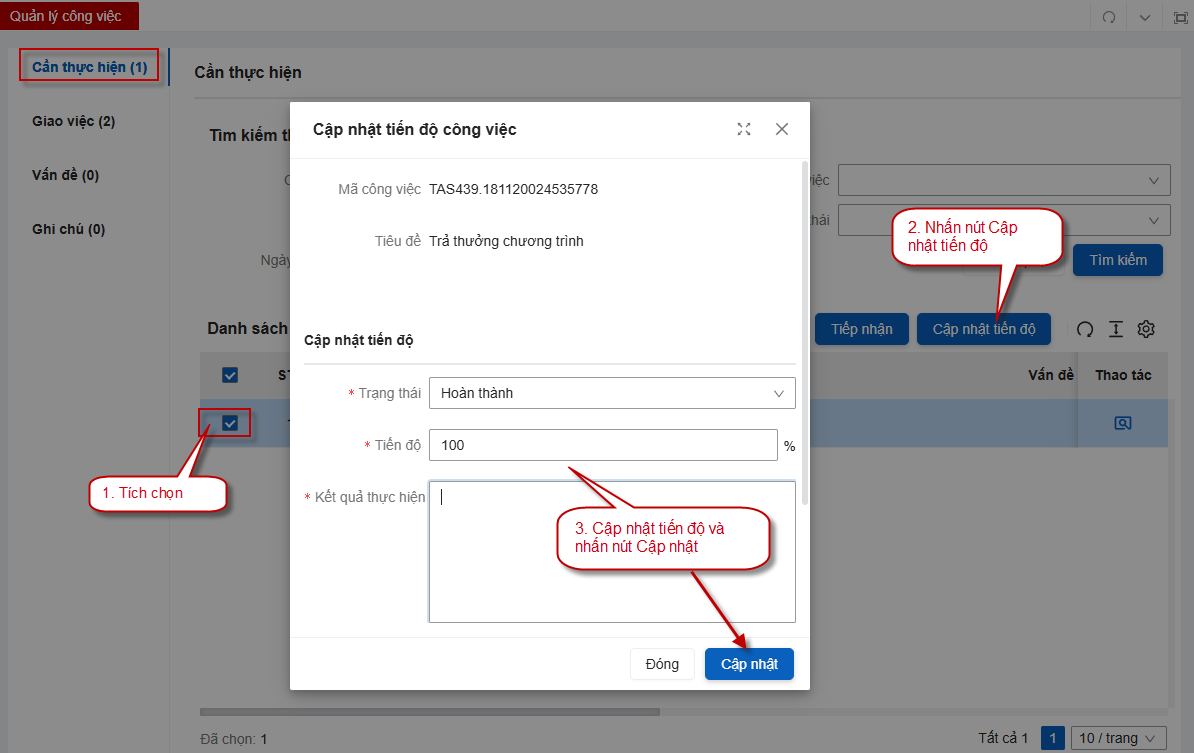 Quản lý công việc
Cần thực hiện (1)
Giao việc (2)
Vấn đề (0)
Ghi chú (0)
Cần thực hiện
Tìm kiếm
Cập nhật tiến độ công việc
Mã công việc TAS439.181120024535778
Tiêu đề Trả thưởng chương trình
Cập nhật tiến độ
* Trạng thái Hoàn thành
* Tiến độ 100 %
* Kết quả thực hiện
Đóng Cập nhật
việc
thái
Ngày
Tìm kiếm
Danh sách
Tiếp nhận Cập nhật tiến độ
Vấn đề Thao tác
1. Tích chọn
2. Nhấn nút Cập
nhật tiến độ
3. Cập nhật tiến độ và
nhấn nút Cập nhật
Đã chọn: 1
Tất cả 1 1 10 / trang